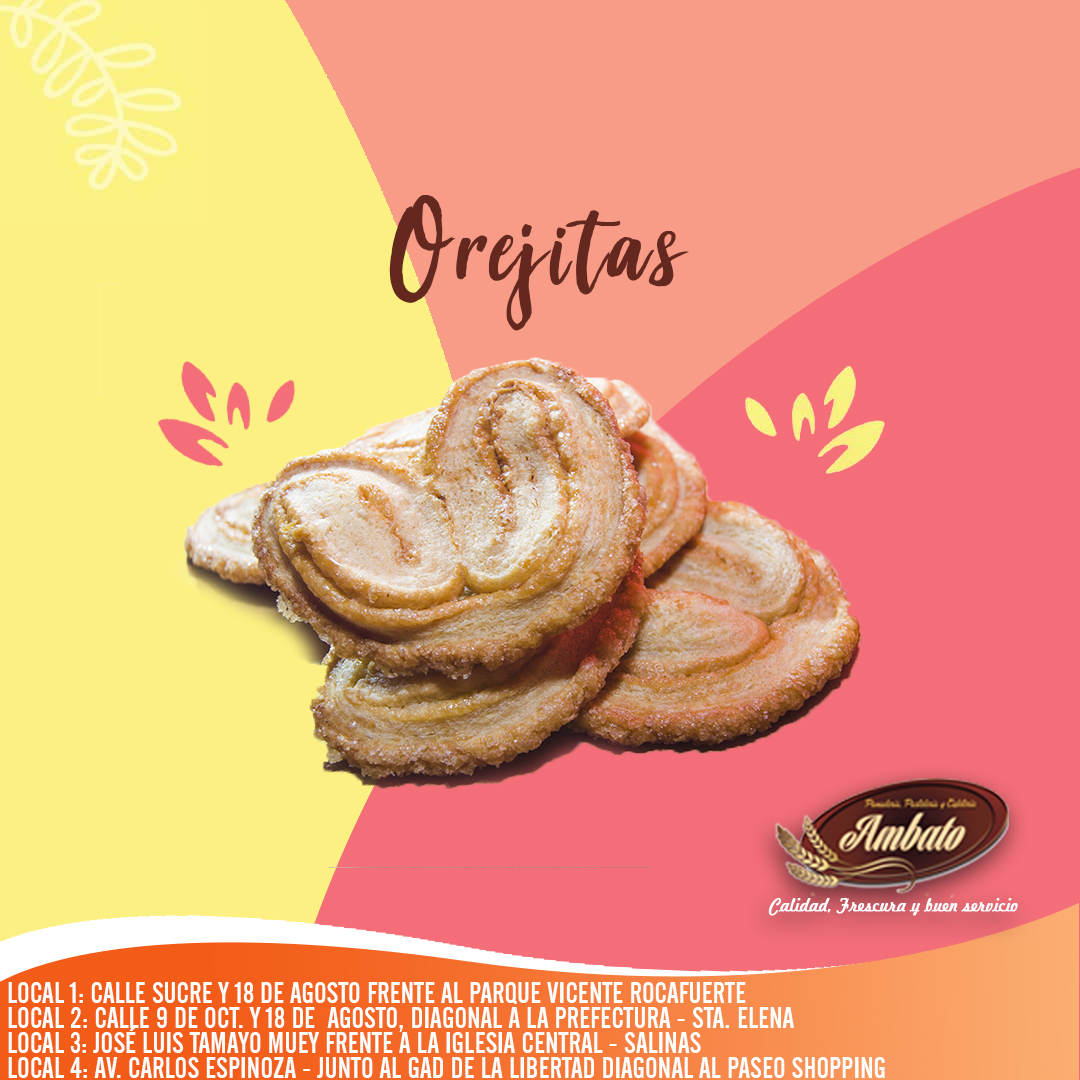 Orejitas
Panadería, Pastelería y Cafetería
Ambato
Calidad, Frescura y buen servicio
LOCAL 1: CALLE SUCRE Y 18 DE AGOSTO FRENTE AL PARQUE VICENTE ROCAFUERTE
LOCAL 2: CALLE 9 DE OCT. Y 18 DE AGOSTO, DIAGONAL A LA PREFECTURA - STA. ELENA
LOCAL 3: JOSÉ LUIS TAMAYO MUEY FRENTE A LA IGLESIA CENTRAL - SALINAS
LOCAL 4: AV. CARLOS ESPINOZA - JUNTO AL GAD DE LA LIBERTAD DIAGONAL AL PASEO SHOPPING